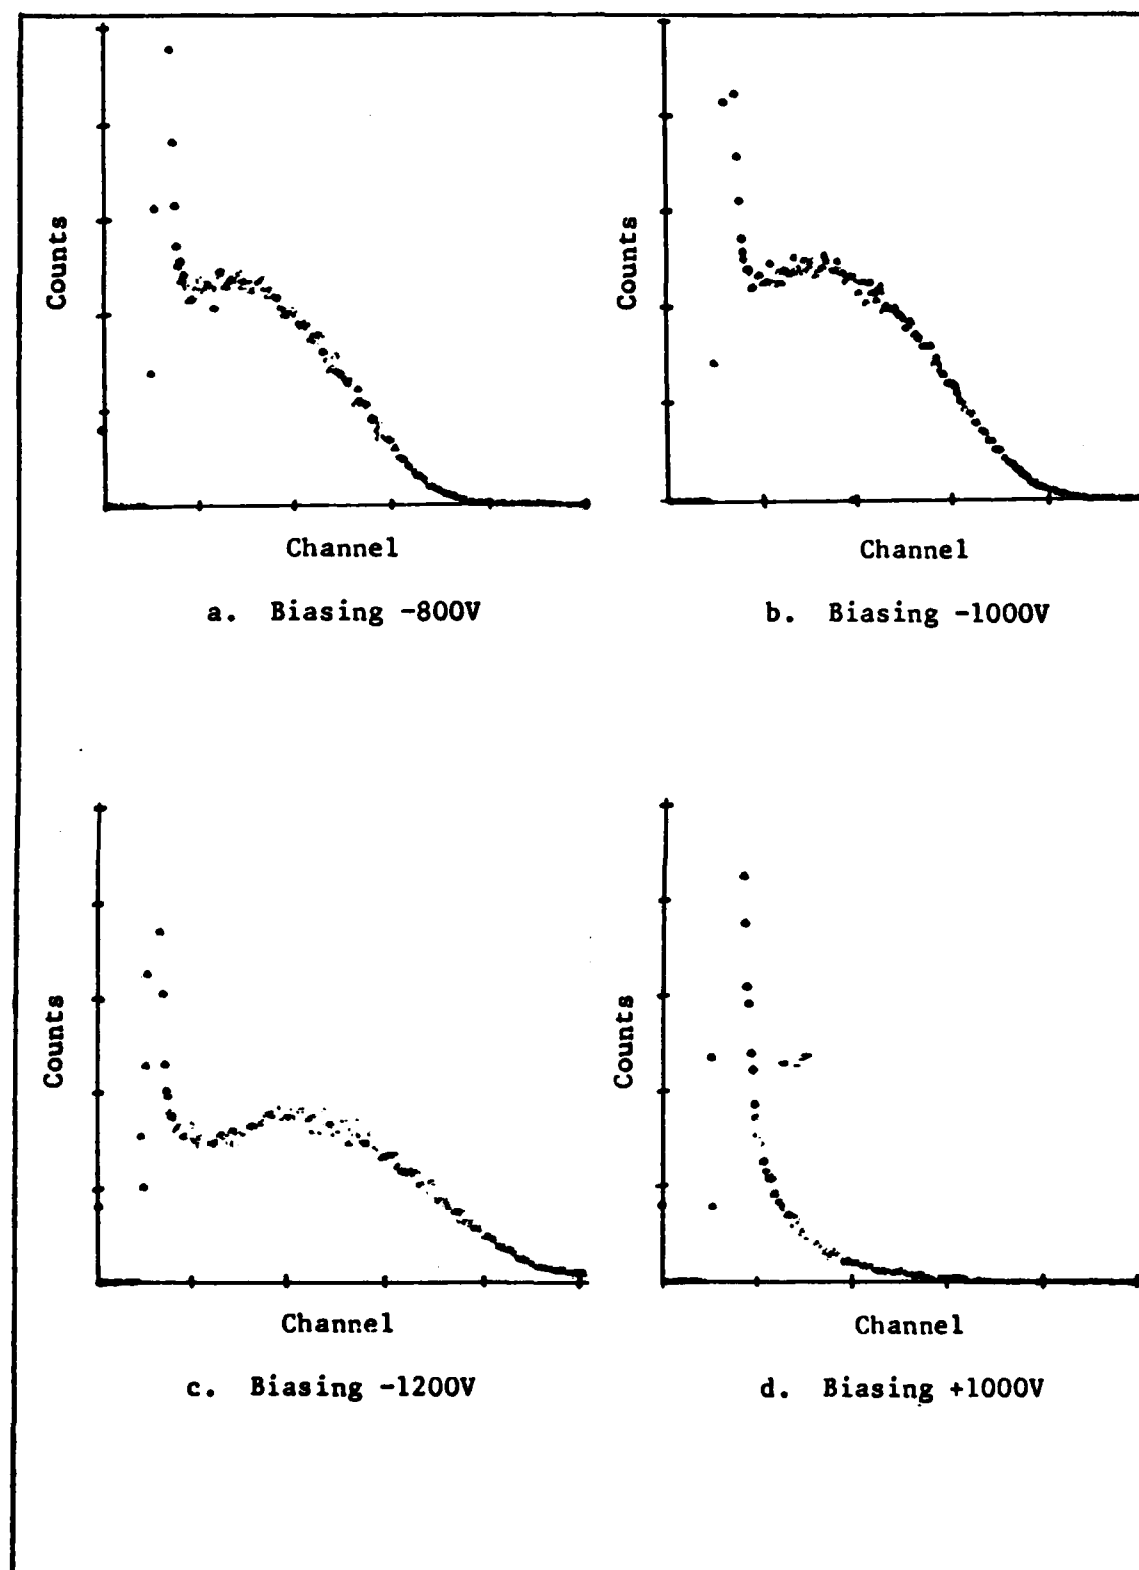 Counts
Counts
Channel
Channel
a. Biasing -800V
b. Biasing -1000V
Counts
Counts
Channel
Channel
c. Biasing -1200V
d. Biasing +1000V